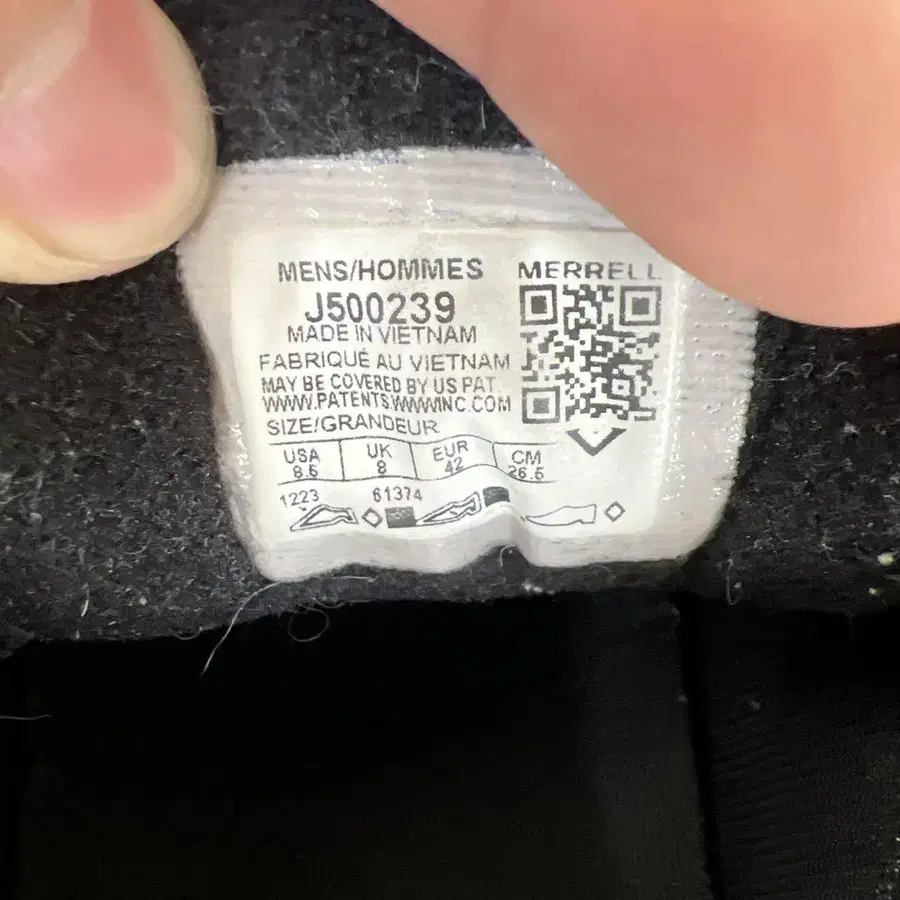 MENS/HOMMES
MERRELL
J500239
MADE IN VIETNAM
FABRIQUÉ AU VIETNAM
MAY BE COVERED BY US PAT.
WWW.PATENTS.WWWINC.COM
SIZE/GRANDEUR
USA UK EUR CM
8.5 8 42 26.5
1223 61374